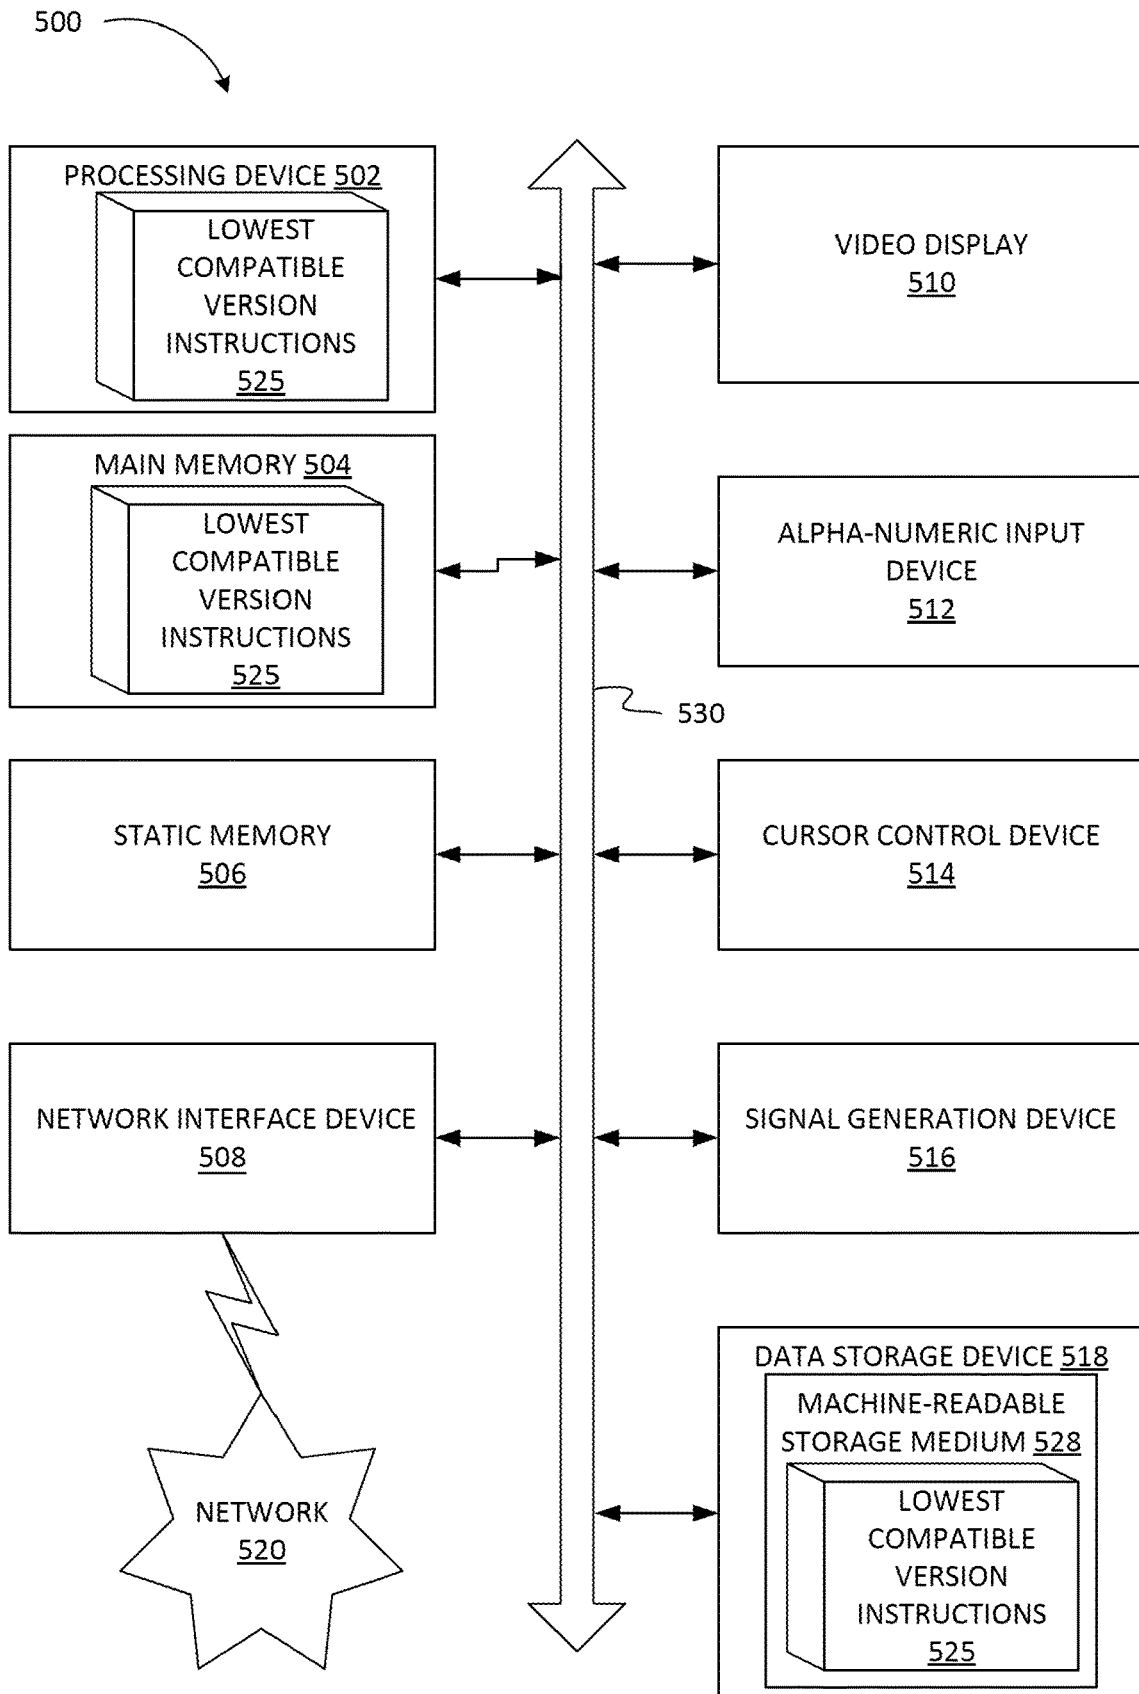 500
PROCESSING DEVICE 502
LOWEST
COMPATIBLE
VERSION
INSTRUCTIONS
525
VIDEO DISPLAY
510
MAIN MEMORY 504
LOWEST
COMPATIBLE
VERSION
INSTRUCTIONS
525
ALPHA-NUMERIC INPUT
DEVICE
512
530
STATIC MEMORY
506
CURSOR CONTROL DEVICE
514
NETWORK INTERFACE DEVICE
508
SIGNAL GENERATION DEVICE
516
NETWORK
520
DATA STORAGE DEVICE 518
MACHINE-READABLE
STORAGE MEDIUM 528
LOWEST
COMPATIBLE
VERSION
INSTRUCTIONS
525